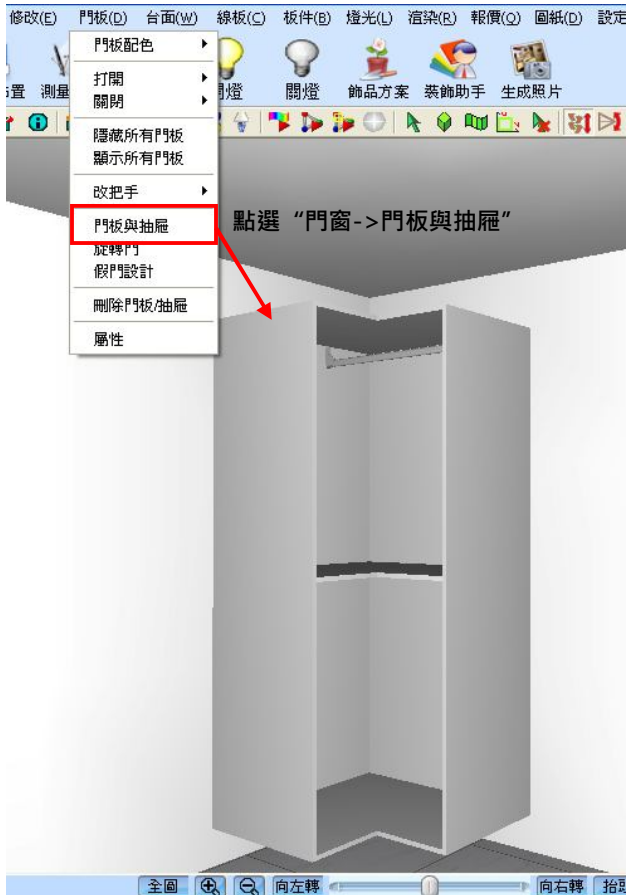 修改(E) 門板(D) 台面(W) 線板(C) 板件(B) 燈光(L) 渲染(R) 報價(Q) 圖紙(D) 設定
置 測量 燈 關燈 飾品方案 裝飾助手 生成照片
門板配色
打開
關閉
隱藏所有門板
顯示所有門板
改把手
門板與抽屜
點選“門窗->門板與抽屜”
旋轉門
假門設計
刪除門板/抽屜
屬性
全圖 向左轉 向右轉